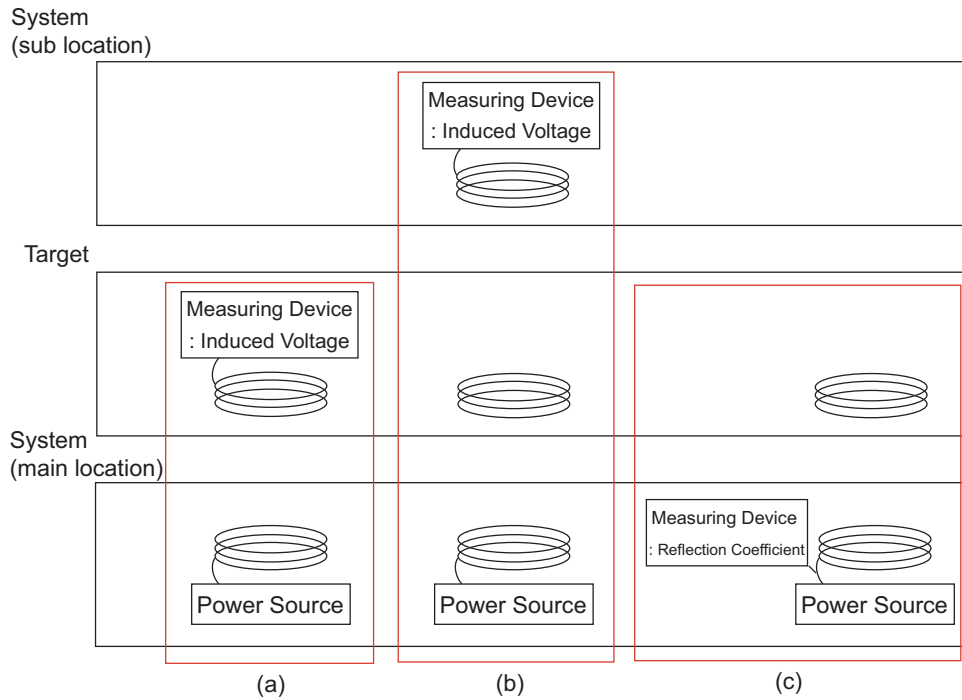 System
(sub location)
Measuring Device
: Induced Voltage
Target
Measuring Device
: Induced Voltage
System
(main location)
Measuring Device
: Reflection Coefficient
Power Source
Power Source
Power Source
(a)
(b)
(c)